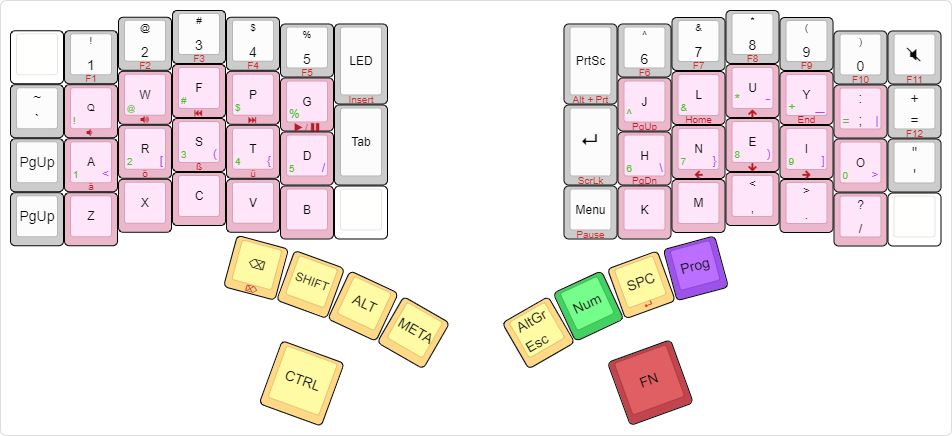 ! 1 F1
@ 2 F2
# 3 F3
$ 4 F4
% 5 F5
LED Insert
~ `
Q !
W @
F #
P $
G %
Tab
PgUp
A 1 < ä
R 2 [ ö
S 3 ( ß
T 4 { ü
D 5 /
PgUp
Z
X
C
V
B
PrtSc Alt + Prt
^ 6 F6
& 7 F7
* 8 F8
( 9 F9
) 0 F10
F11
J ^ PgUp
L & Home
U * -
Y + _ End
: ; = |
+ = F12
ScrLk
H 6 \ PgDn
N 7 }
E 8 )
I 9 ]
O 0 >
" '
Menu Pause
K
M
< ,
> .
? /
SHIFT
ALT
META
CTRL
AltGr
Esc
Num
SPC
Prog
FN